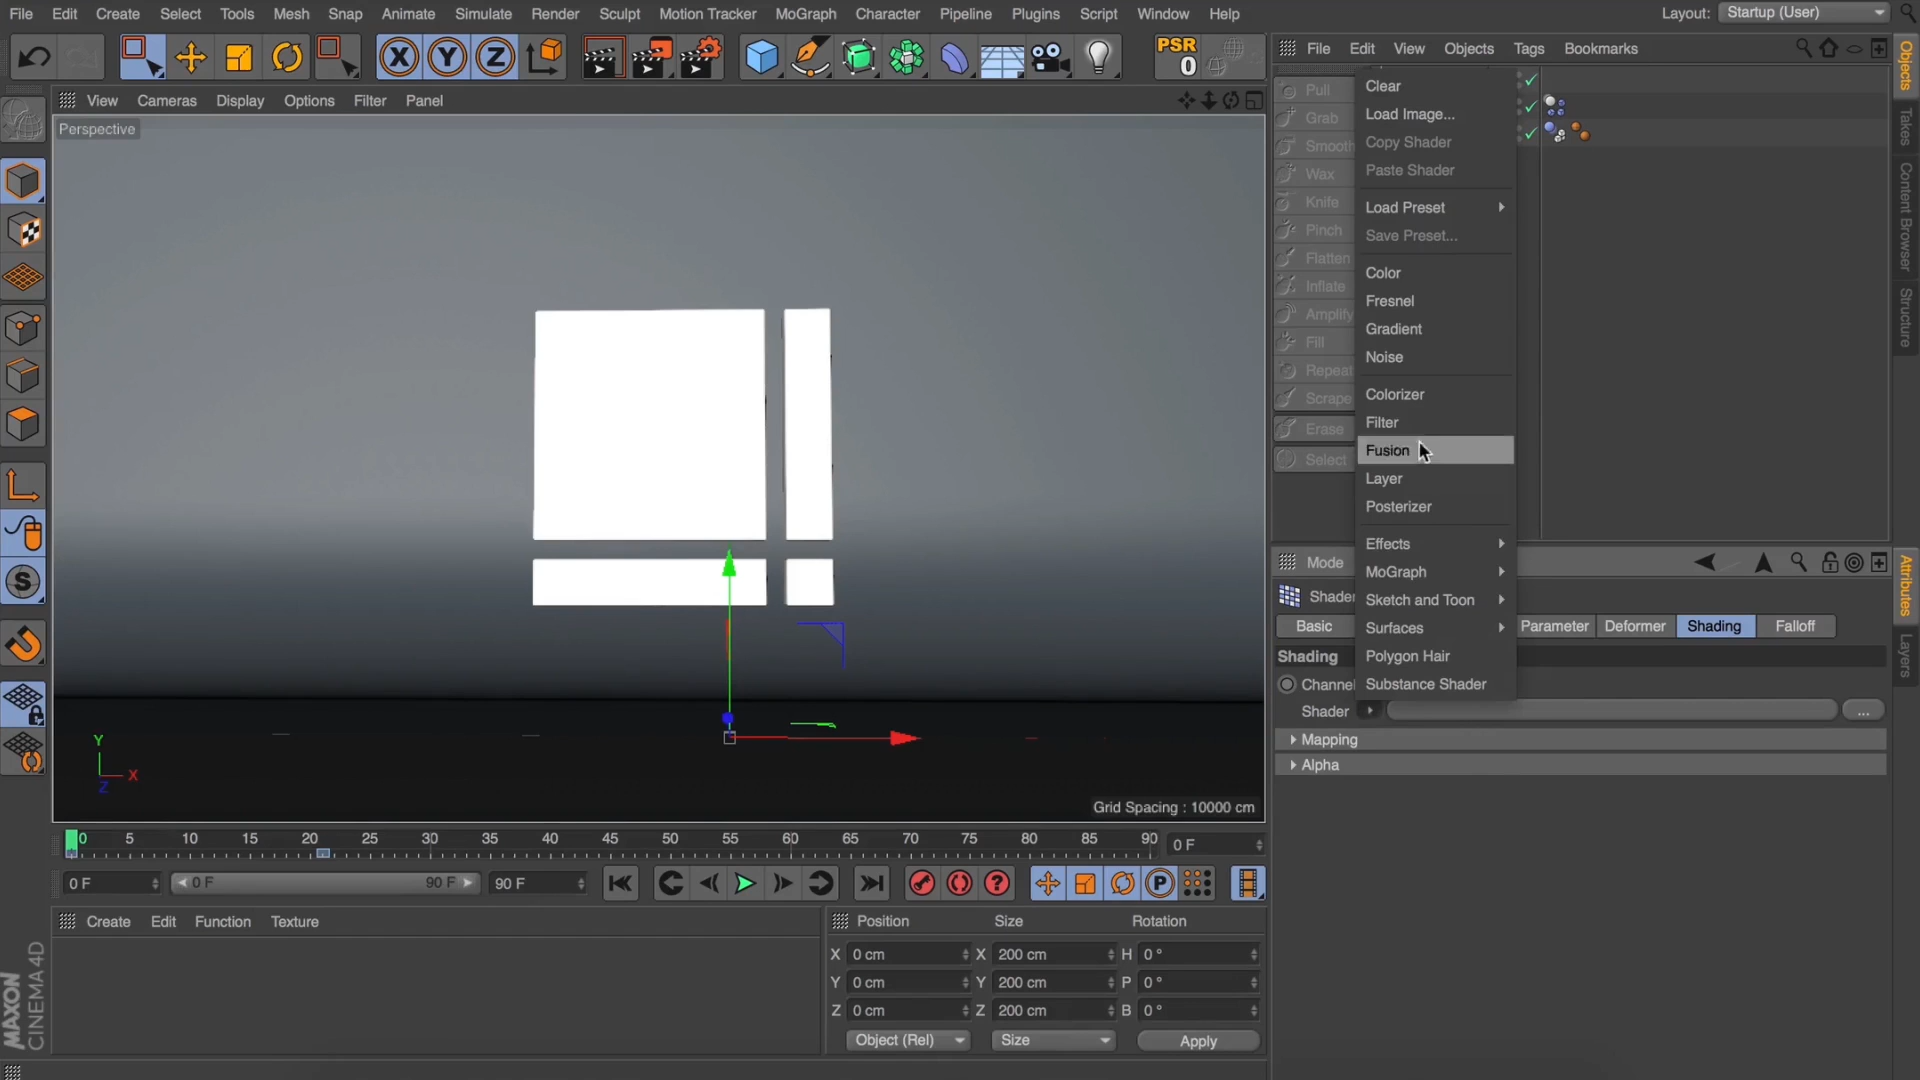 File Edit Create Select Tools Mesh Snap Animate Simulate Render Sculpt Motion Tracker MoGraph Character Pipeline Plugins Script Window Help
Layout: Startup (User)
X Y Z
PSR
0
File Edit View Objects Tags Bookmarks
View Cameras Display Options Filter Panel
Perspective
Pull
Grab
Smooth
Wax
Knife
Pinch
Flatten
Inflate
Amplify
Fill
Repeat
Scrape
Erase
Select
Clear
Load Image...
Copy Shader
Paste Shader
Load Preset
Save Preset...
Color
Fresnel
Gradient
Noise
Colorizer
Filter
Fusion
Layer
Posterizer
Effects
MoGraph
Sketch and Toon
Surfaces
Polygon Hair
Substance Shader
Objects
Takes
Content Browser
Structure
Attributes
Layers
Mode
Shader
Basic Parameter Deformer Shading Falloff
Shading
Channel
Shader ...
Mapping
Alpha
S
Y
X
Z
Grid Spacing : 10000 cm
0 5 10 15 20 25 30 35 40 45 50 55 60 65 70 75 80 85 90 0 F
0 F 0 F 90 F 90 F
P
Create Edit Function Texture
Position Size Rotation
X 0 cm X 200 cm H 0 °
Y 0 cm Y 200 cm P 0 °
Z 0 cm Z 200 cm B 0 °
Object (Rel) Size Apply
MAXON
CINEMA 4D